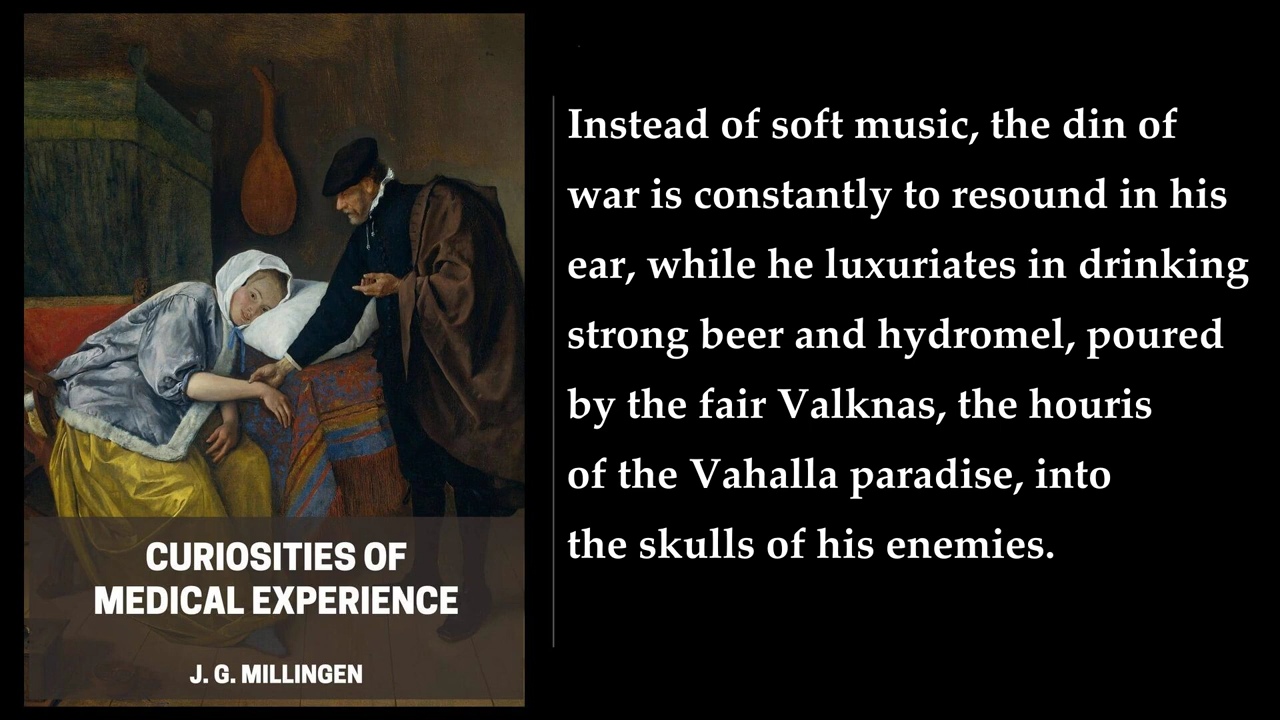 CURIOSITIES OF
MEDICAL EXPERIENCE
J. G. MILLINGEN
Instead of soft music, the din of
war is constantly to resound in his
ear, while he luxuriates in drinking
strong beer and hydromel, poured
by the fair Valknas, the houris
of the Vahalla paradise, into
the skulls of his enemies.